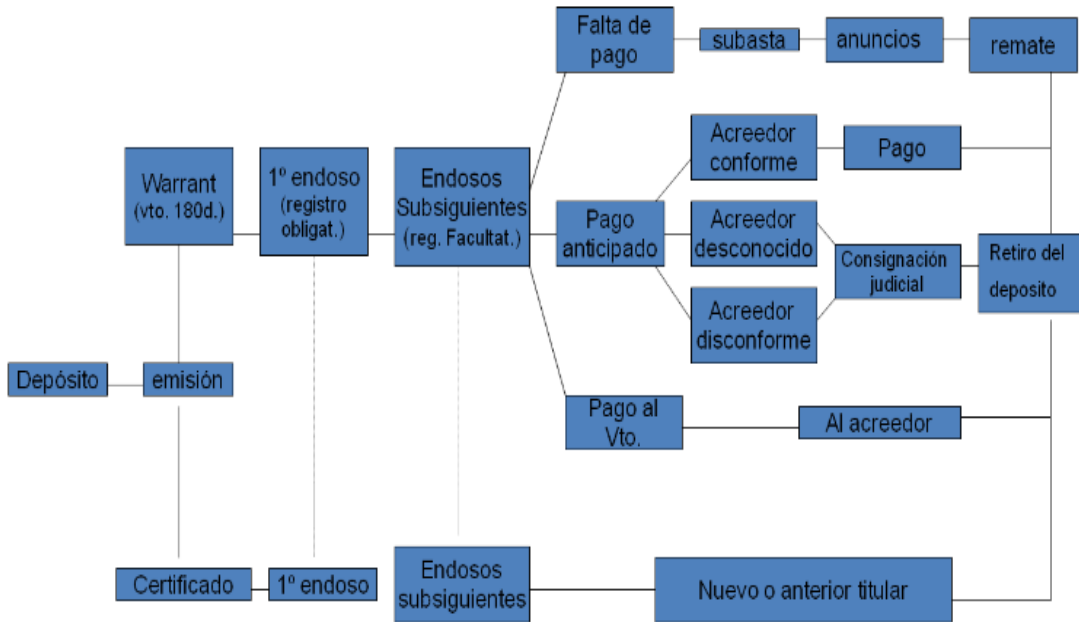 Falta de
pago
subasta
anuncios
remate
Acreedor
conforme
Pago
Warrant
(vto. 180d.)
1º endoso
(registro
obligat.)
Endosos
Subsiguientes
(reg. Facultat.)
Pago
anticipado
Acreedor
desconocido
Consignación
judicial
Retiro del
deposito
Acreedor
disconforme
Depósito
emisión
Pago al
Vto.
Al acreedor
Certificado
1º endoso
Endosos
subsiguientes
Nuevo o anterior titular